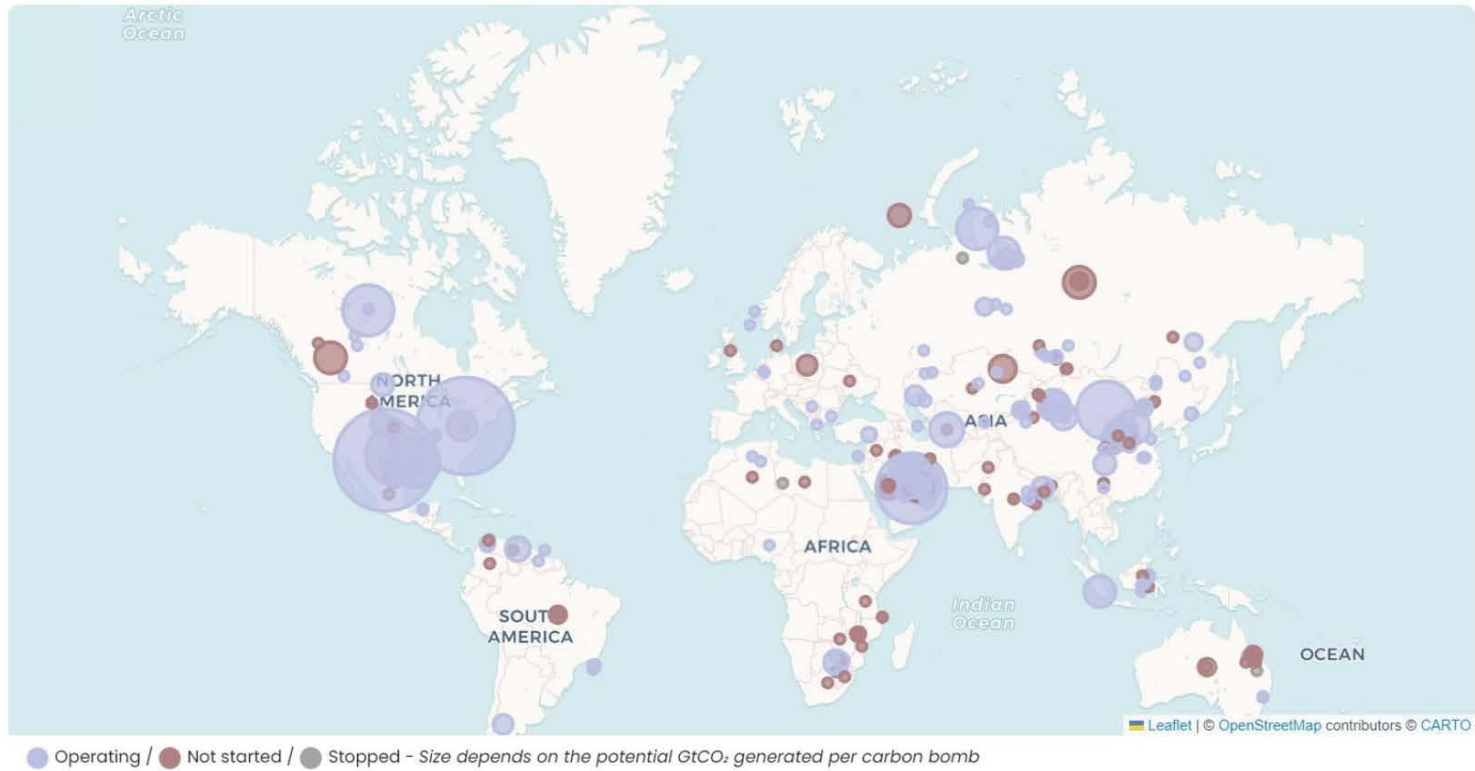 Arctic
Ocean
NORTH
AMERICA
ASIA
AFRICA
Indian
Ocean
SOUTH
AMERICA
OCEAN
Leaflet | © OpenStreetMap contributors © CARTO
Operating / Not started / Stopped - Size depends on the potential GtCO₂ generated per carbon bomb